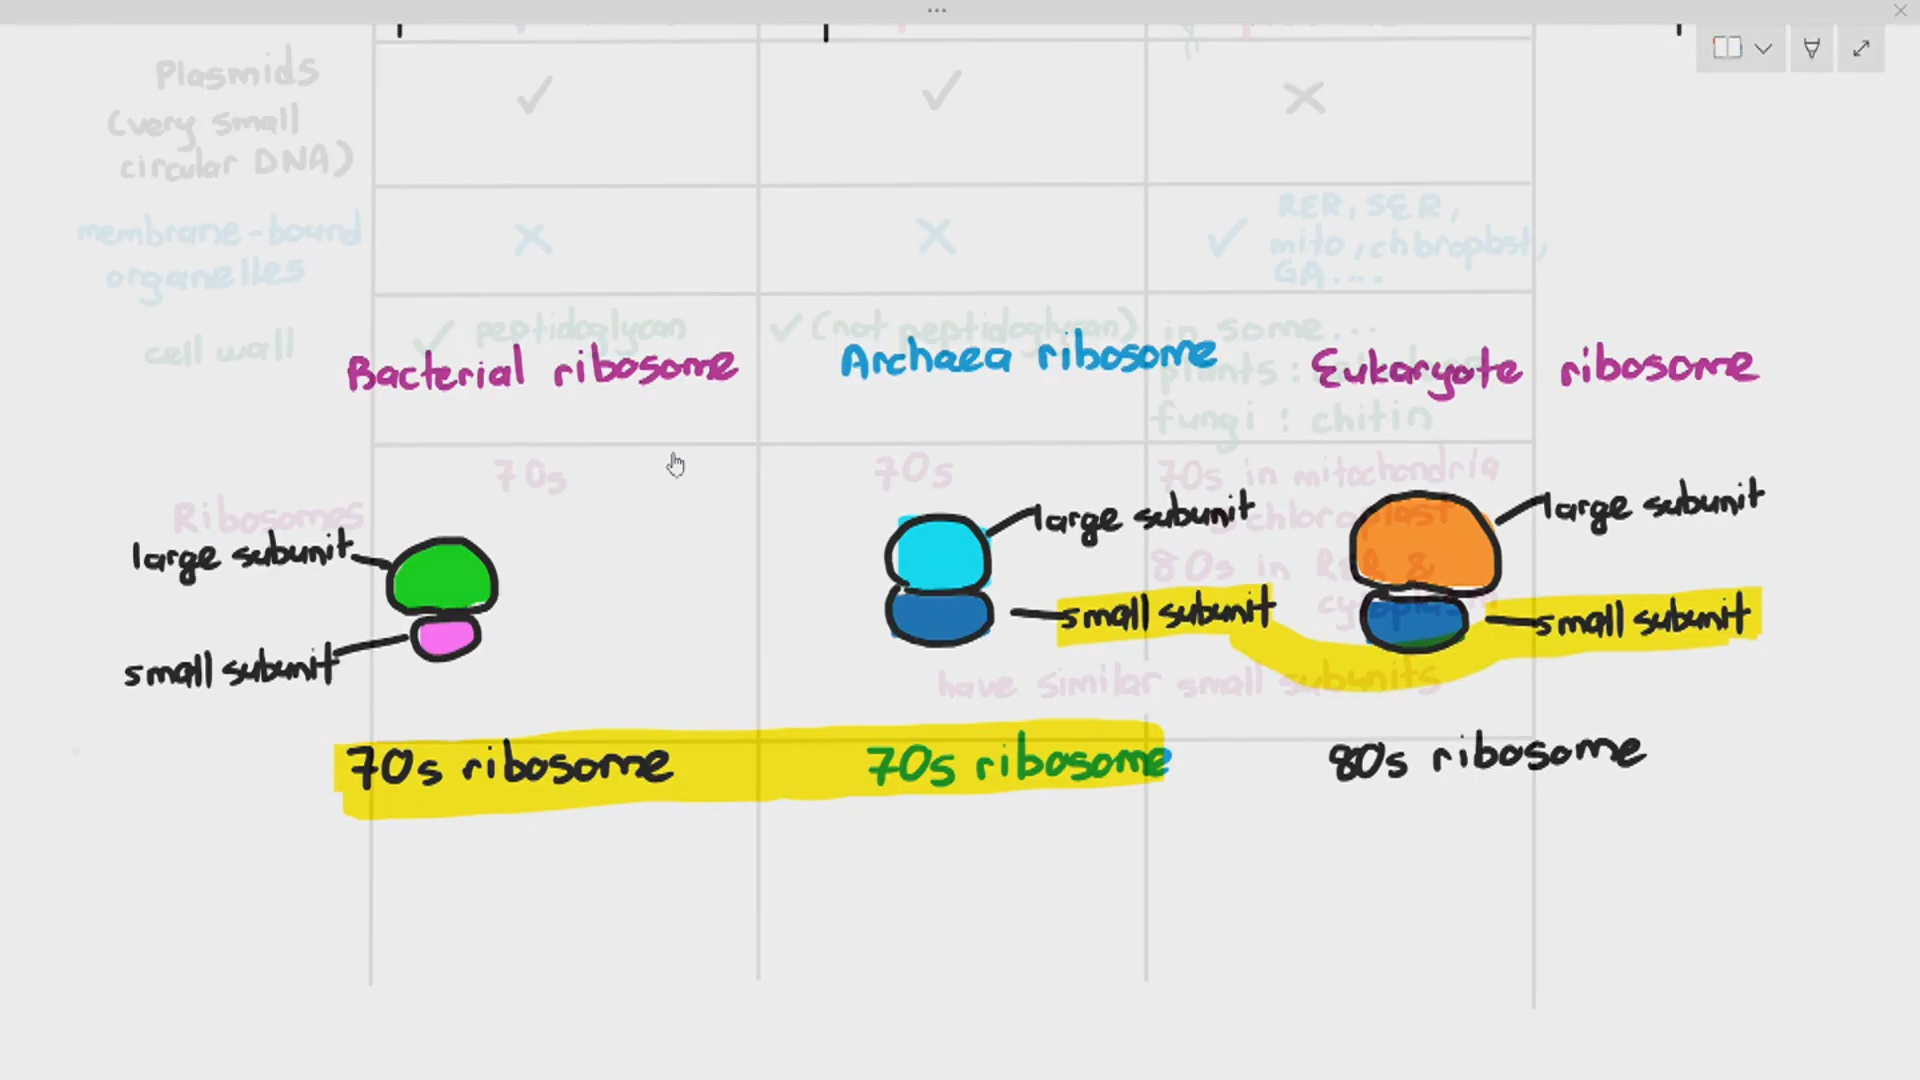 Plasmids
(very small
circular DNA)
membrane-bound
organelles
RER, SER,
mito, chloroplast,
GA....
cell wall
peptidoglycan
(not peptidoglycan)
in some...
plants :
fungi : chitin
Bacterial ribosome
Archaea ribosome
Eukaryote ribosome
Ribosomes
70s
70s
70s in mitochondria
chloroplast
80s in RER &
cytoplasm
large subunit
small subunit
large subunit
small subunit
large subunit
small subunit
have similar small subunits
70s ribosome
70s ribosome
80s ribosome